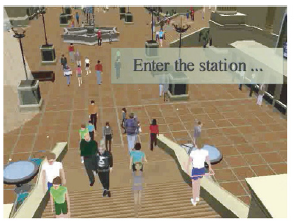 Enter the station ...